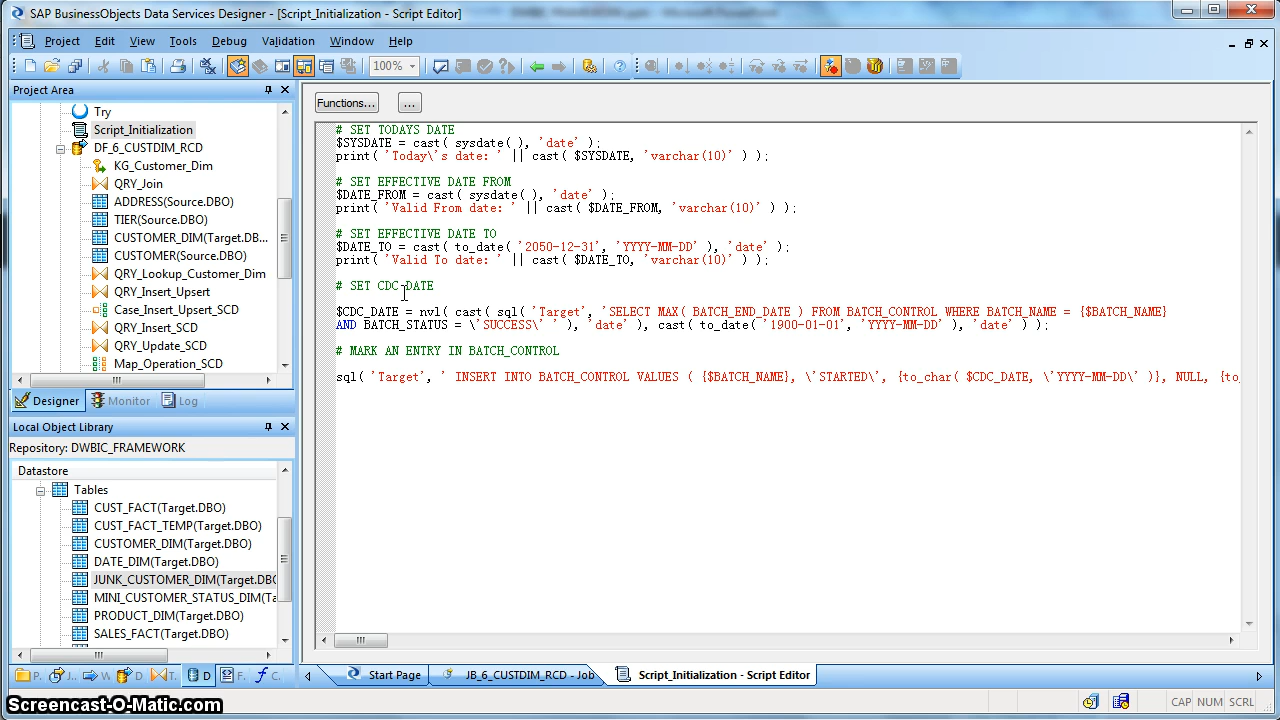 SAP BusinessObjects Data Services Designer - [Script_Initialization - Script Editor]
Project Edit View Tools Debug Validation Window Help
100%
Project Area
Try
Script_Initialization
DF_6_CUSTDIM_RCD
KG_Customer_Dim
QRY_Join
ADDRESS(Source.DBO)
TIER(Source.DBO)
CUSTOMER_DIM(Target.DB...
CUSTOMER(Source.DBO)
QRY_Lookup_Customer_Dim
QRY_Insert_Upsert
Case_Insert_Upsert_SCD
QRY_Insert_SCD
QRY_Update_SCD
Map_Operation_SCD
Designer Monitor Log
Local Object Library
Repository: DWBIC_FRAMEWORK
Datastore
Tables
CUST_FACT(Target.DBO)
CUST_FACT_TEMP(Target.DBO)
CUSTOMER_DIM(Target.DBO)
DATE_DIM(Target.DBO)
JUNK_CUSTOMER_DIM(Target.DBO
MINI_CUSTOMER_STATUS_DIM(Ta
PRODUCT_DIM(Target.DBO)
SALES_FACT(Target.DBO)
P. J.. W D T. D F. C.
Functions... ...
# SET TODAYS DATE
$SYSDATE = cast( sysdate(), 'date' );
print( 'Today\'s date: ' || cast( $SYSDATE, 'varchar(10)' ) );
# SET EFFECTIVE DATE FROM
$DATE_FROM = cast( sysdate(), 'date' );
print( 'Valid From date: ' || cast( $DATE_FROM, 'varchar(10)' ) );
# SET EFFECTIVE DATE TO
$DATE_TO = cast( to_date( '2050-12-31', 'YYYY-MM-DD' ), 'date' );
print( 'Valid To date: ' || cast( $DATE_TO, 'varchar(10)' ) );
# SET CDC_DATE
$CDC_DATE = nvl( cast( sql( 'Target', 'SELECT MAX( BATCH_END_DATE ) FROM BATCH_CONTROL WHERE BATCH_NAME = {$BATCH_NAME}
AND BATCH_STATUS = \'SUCCESS\' ' ), 'date' ), cast( to_date( '1900-01-01', 'YYYY-MM-DD' ), 'date' ) );
# MARK AN ENTRY IN BATCH_CONTROL
sql( 'Target', ' INSERT INTO BATCH_CONTROL VALUES ( {$BATCH_NAME}, \'STARTED\', {to_char( $CDC_DATE, \'YYYY-MM-DD\' )}, NULL, {to_
Start Page JB_6_CUSTDIM_RCD - Job Script_Initialization - Script Editor
CAP NUM SCRL
Screencast-O-Matic.com